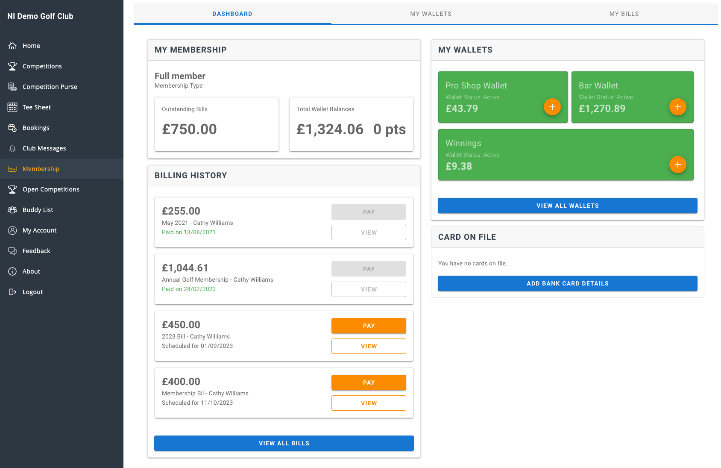 NI Demo Golf Club
Home
Competitions
Competition Purse
Tee Sheet
Bookings
Club Messages
Membership
Open Competitions
Buddy List
My Account
Feedback
About
Logout
DASHBOARD
MY WALLETS
MY BILLS
MY MEMBERSHIP
Full member
Membership Type
Outstanding Bills
£750.00
Total Wallet Balances
£1,324.06 0 pts
BILLING HISTORY
£255.00
May 2021 - Cathy Williams
Paid on 13/08/2021
PAY
VIEW
£1,044.61
Annual Golf Membership - Cathy Williams
Paid on 28/02/2022
PAY
VIEW
£450.00
2023 Bill - Cathy Williams
Scheduled for 01/09/2023
PAY
VIEW
£400.00
Membership Bill - Cathy Williams
Scheduled for 11/10/2023
PAY
VIEW
VIEW ALL BILLS
MY WALLETS
Pro Shop Wallet
Wallet Status: Active
£43.79
Bar Wallet
Wallet Status: Active
£1,270.89
Winnings
Wallet Status: Active
£9.38
VIEW ALL WALLETS
CARD ON FILE
You have no cards on file.
ADD BANK CARD DETAILS